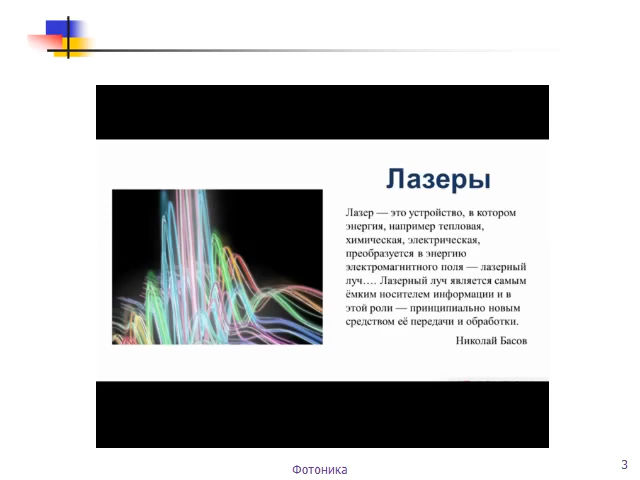 Лазеры
Лазер — это устройство, в котором
энергия, например тепловая,
химическая, электрическая,
преобразуется в энергию
электромагнитного поля — лазерный
луч…. Лазерный луч является самым
ёмким носителем информации и в
этой роли — принципиально новым
средством её передачи и обработки.
Николай Басов
Фотоника
3